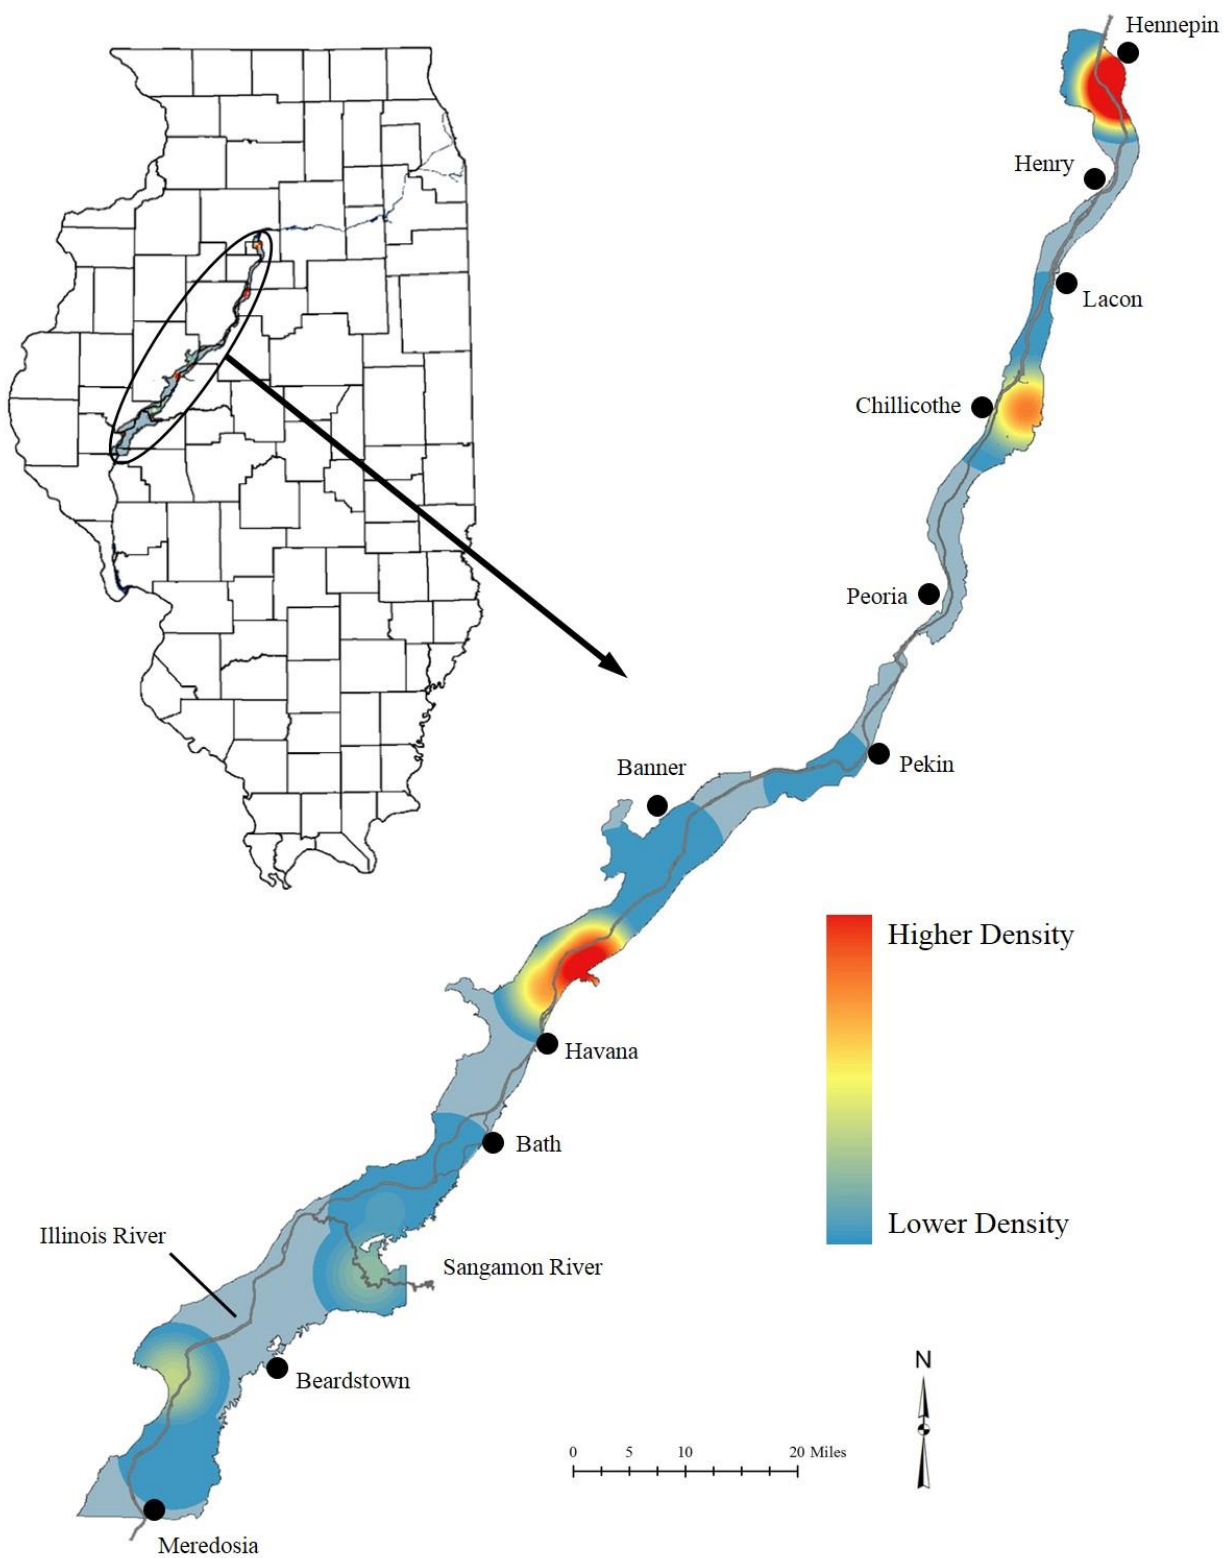 Hennepin
Henry
Lacon
Chillicothe
Peoria
Pekin
Banner
Higher Density
Lower Density
Havana
Bath
Illinois River
Sangamon River
Beardstown
N
0 5 10 20 Miles
Meredosia